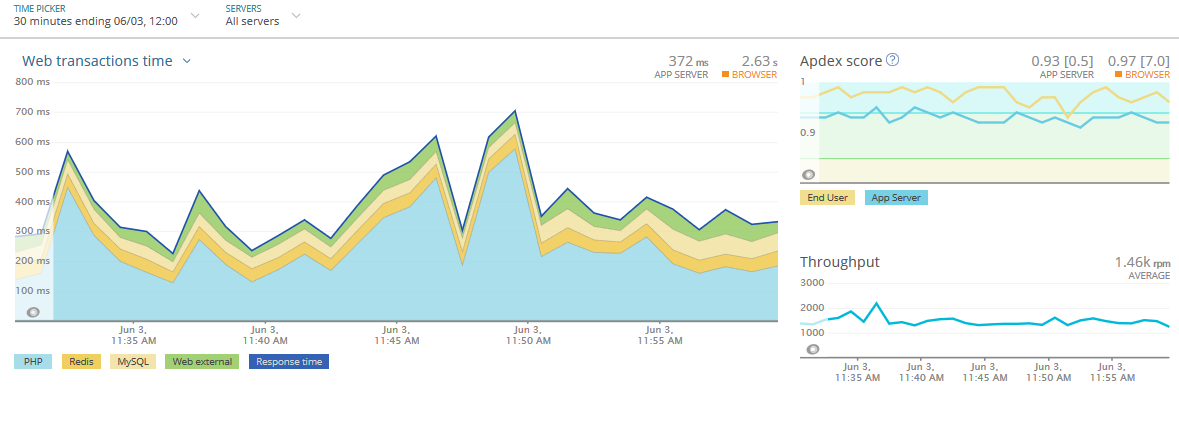 TIME PICKER
30 minutes ending 06/03, 12:00
SERVERS
All servers
Web transactions time
372 ms
APP SERVER
2.63 s
BROWSER
800 ms
700 ms
600 ms
500 ms
400 ms
300 ms
200 ms
100 ms
Jun 3,
11:35 AM
Jun 3,
11:40 AM
Jun 3,
11:45 AM
Jun 3,
11:50 AM
Jun 3,
11:55 AM
PHP
Redis
MySQL
Web external
Response time
Apdex score ?
0.93 [0.5]
APP SERVER
0.97 [7.0]
BROWSER
1
0.9
End User
App Server
Throughput
1.46k rpm
AVERAGE
3000
2000
1000
Jun 3,
11:35 AM
Jun 3,
11:40 AM
Jun 3,
11:45 AM
Jun 3,
11:50 AM
Jun 3,
11:55 AM